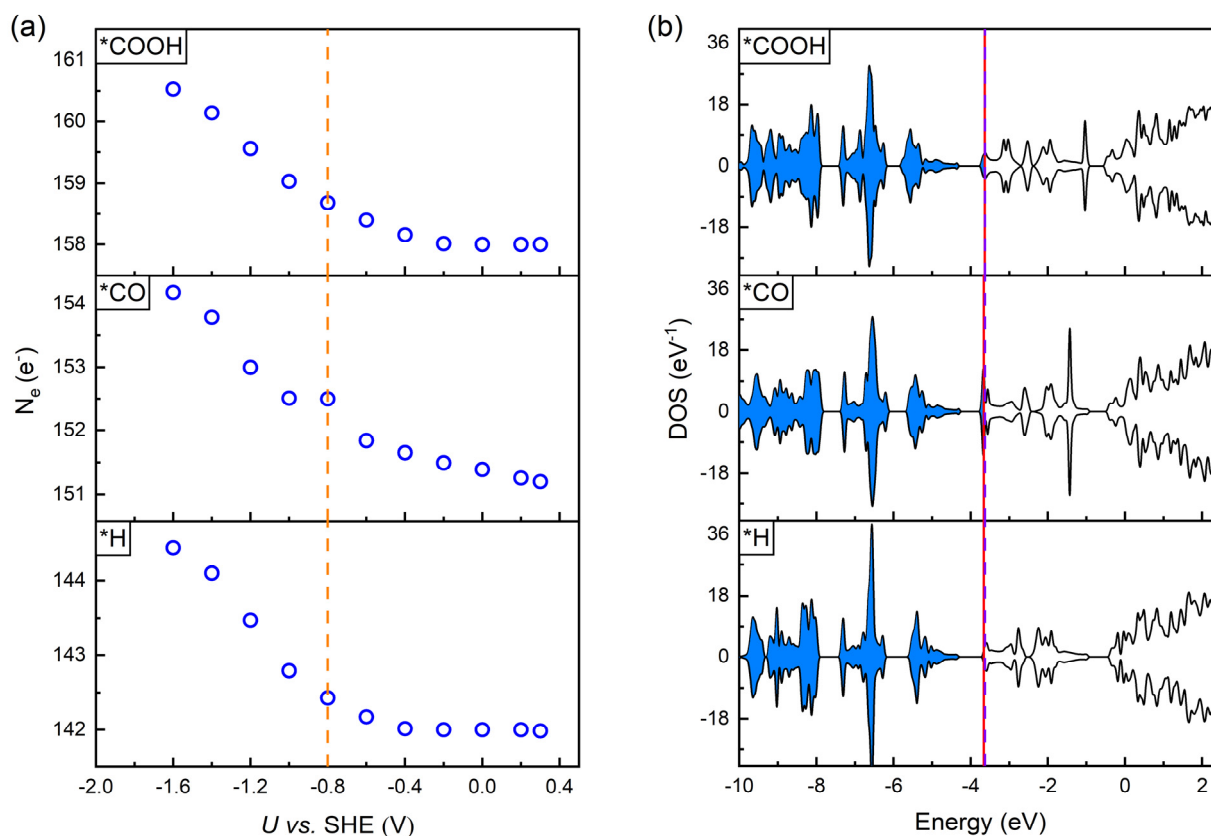 (a)
*COOH
161
160
159
158
*CO
154
153
152
151
*H
144
143
142
Nₑ (e⁻)
-2.0 -1.6 -1.2 -0.8 -0.4 0.0 0.4
U vs. SHE (V)
(b)
*COOH
36
18
0
-18
*CO
36
18
0
-18
*H
36
18
0
-18
DOS (eV⁻¹)
-10 -8 -6 -4 -2 0 2
Energy (eV)